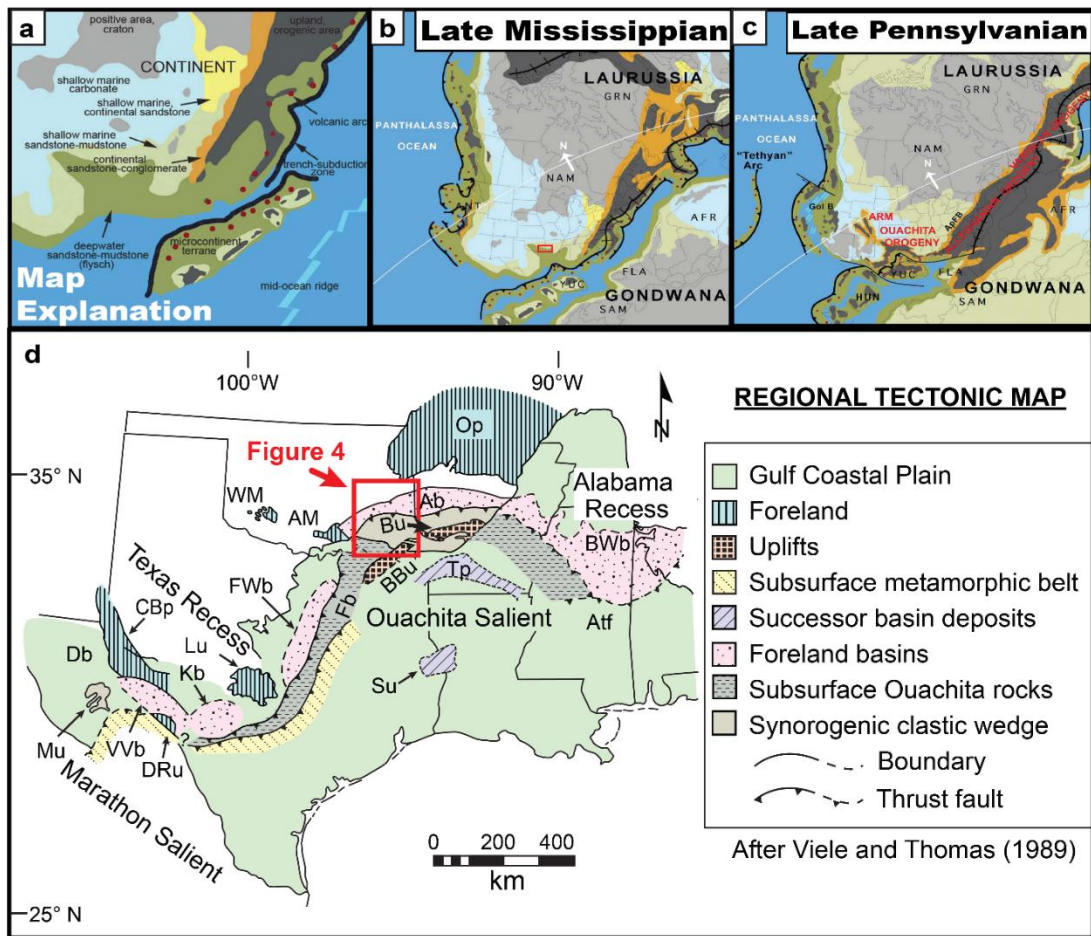 a
positive area,
craton
upland,
orogenic area
CONTINENT
shallow marine
carbonate
shallow marine,
continental sandstone
shallow marine
sandstone-mudstone
continental
sandstone-conglomerate
volcanic arc
trench-subduction
zone
deepwater
sandstone-mudstone
(flysch)
microcontinent
terrane
mid-ocean ridge
Map
Explanation
b
Late Mississippian
LAURUSSIA
GRN
PANTHALASSA
OCEAN
N
NAM
AFR
FLA
YUC
GONDWANA
SAM
c
Late Pennsylvanian
LAURUSSIA
GRN
PANTHALASSA
OCEAN
NAM
N
"Tethyan"
Arc
Gol B
ARM
OUACHITA
OROGENY
ApFB
AFR
YUC
FLA
HUN
GONDWANA
SAM
d
100°W
90°W
N
35° N
25° N
Op
Figure 4
WM
AM
Ab
Bu
Alabama
Recess
BWb
BBu
Tp
Fb
FWb
Texas Recess
Ouachita Salient
Atf
CBp
Lu
Db
Kb
Su
Mu
VVb
DRu
?
Marathon Salient
0 200 400
km
REGIONAL TECTONIC MAP
Gulf Coastal Plain
Foreland
Uplifts
Subsurface metamorphic belt
Successor basin deposits
Foreland basins
Subsurface Ouachita rocks
Synorogenic clastic wedge
Boundary
Thrust fault
After Viele and Thomas (1989)